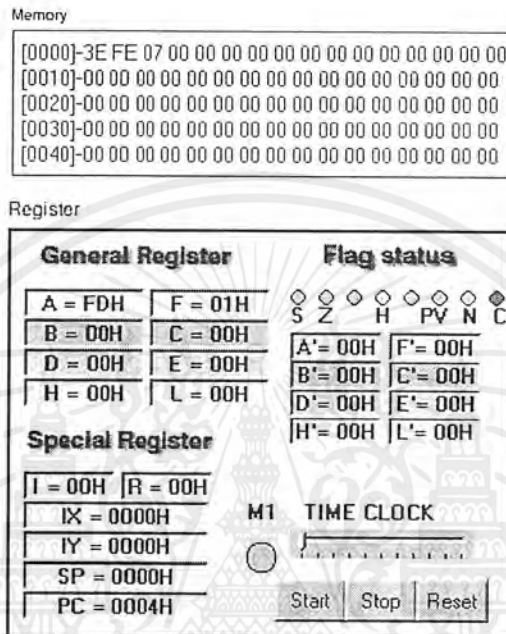 Memory
[0000]-3E FE 07 00 00 00 00 00 00 00 00 00 00 00 00 00
[0010]-00 00 00 00 00 00 00 00 00 00 00 00 00 00 00 00
[0020]-00 00 00 00 00 00 00 00 00 00 00 00 00 00 00 00
[0030]-00 00 00 00 00 00 00 00 00 00 00 00 00 00 00 00
[0040]-00 00 00 00 00 00 00 00 00 00 00 00 00 00 00 00
Register
General Register
A = FDH F = 01H
B = 00H C = 00H
D = 00H E = 00H
H = 00H L = 00H
Special Register
I = 00H R = 00H
IX = 0000H
IY = 0000H
SP = 0000H
PC = 0004H
Flag status
S Z H PV N C
A'= 00H F'= 00H
B'= 00H C'= 00H
D'= 00H E'= 00H
H'= 00H L'= 00H
M1 TIME CLOCK
Start Stop Reset